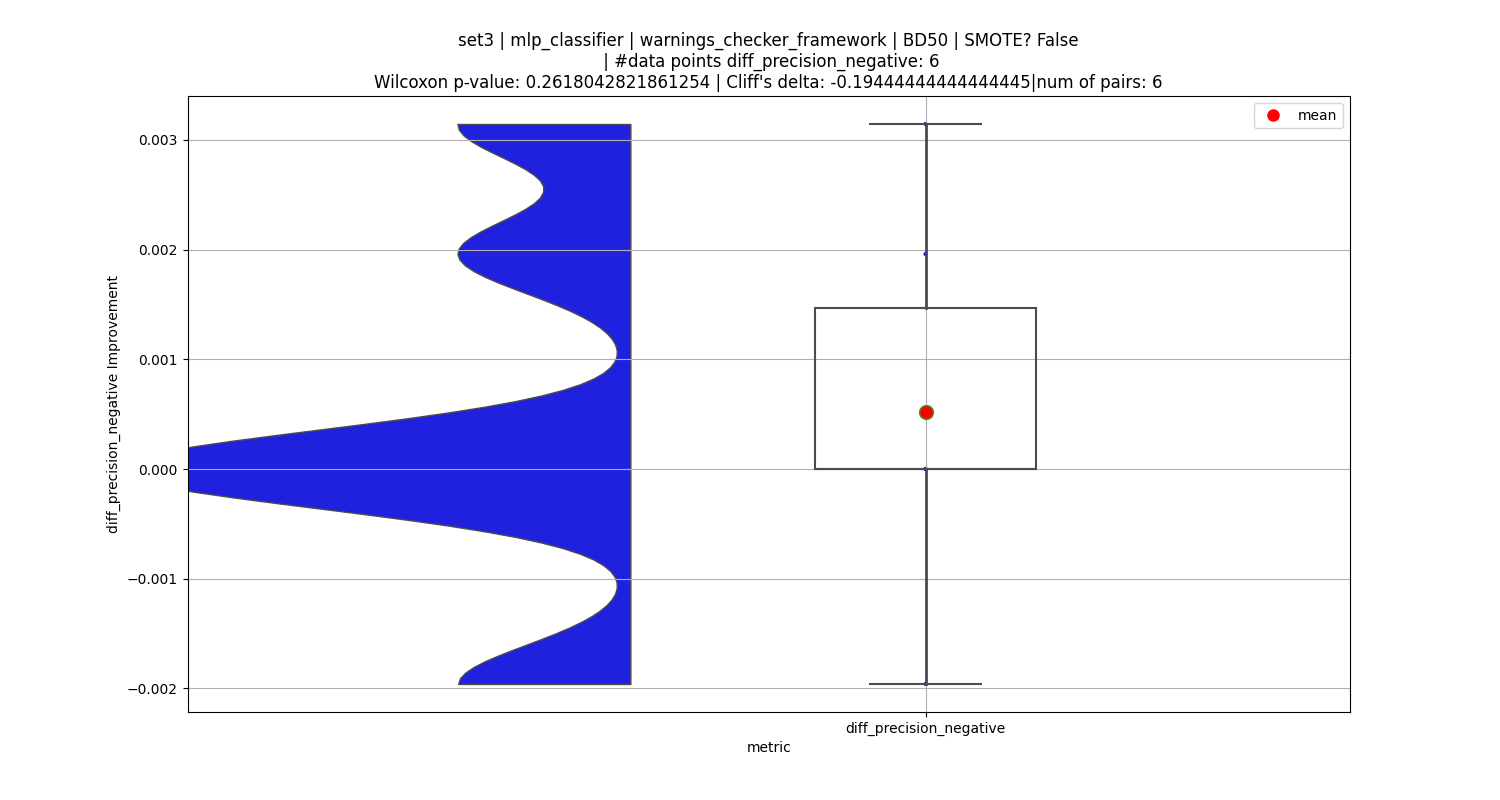 set3 | mlp_classifier | warnings_checker_framework | BD50 | SMOTE? False
| #data points diff_precision_negative: 6
Wilcoxon p-value: 0.2618042821861254 | Cliff's delta: -0.19444444444444445|num of pairs: 6
mean
0.003
0.002
0.001
0.000
−0.001
−0.002
diff_precision_negative Improvement
diff_precision_negative
metric